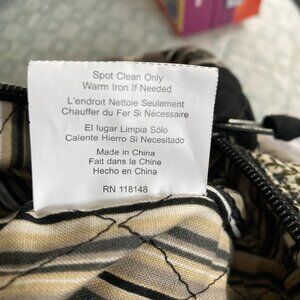 Spot Clean Only
Warm Iron If Needed
L'endroit Nettoie Seulement
Chauffer du Fer Si Nécessaire
El lugar Limpia Sólo
Caliente Hierro Si Necesitado
Made in China
Fait dans la Chine
Hecho en China
RN 118148